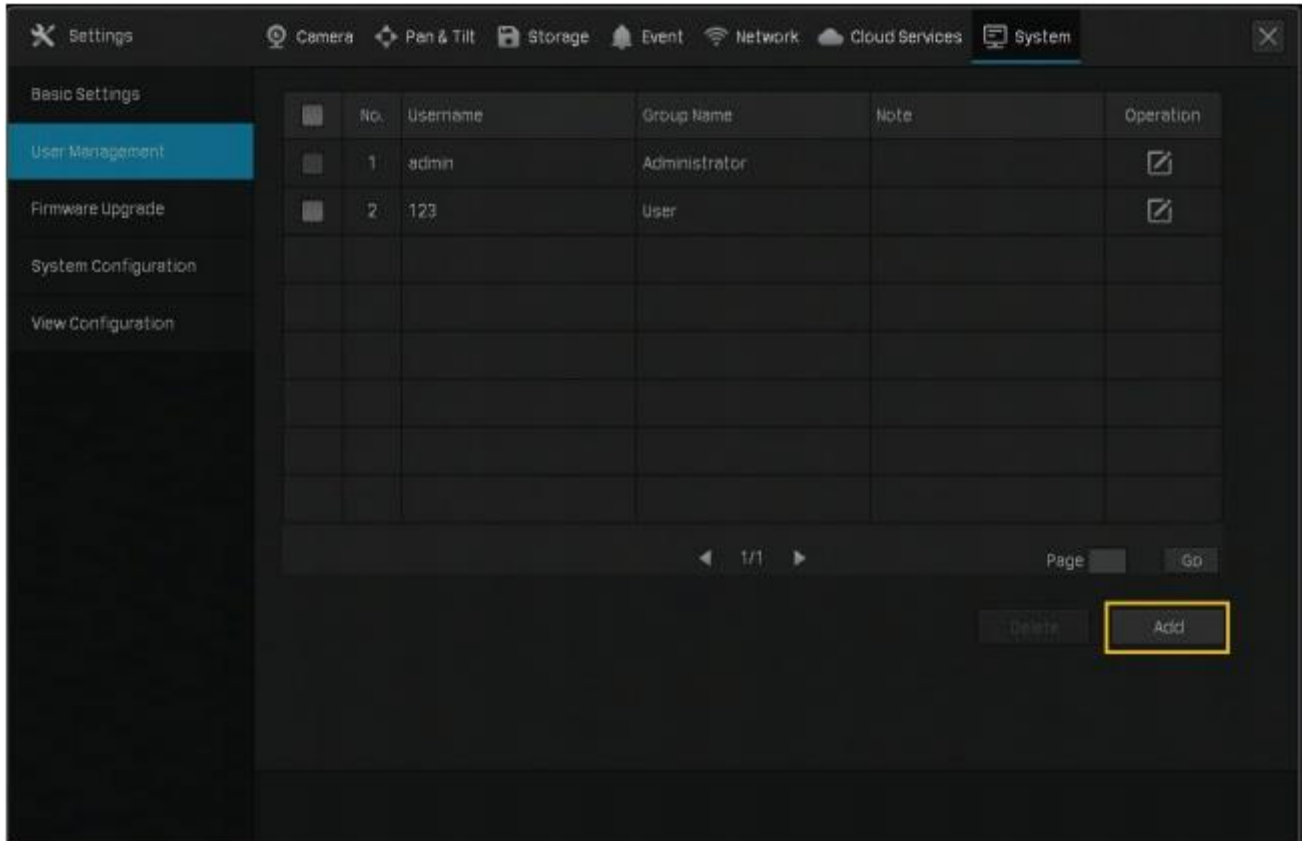 Settings Camera Pan & Tilt Storage Event Network Cloud Services System
Basic Settings
User Management
Firmware Upgrade
System Configuration
View Configuration
No. Username Group Name Note Operation
1 admin Administrator
2 123 User
1/1 Page Go
Delete Add